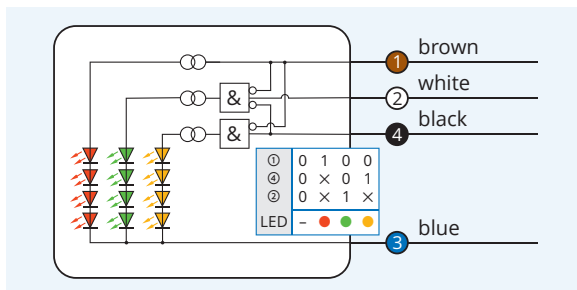 brown
1
white
&
2
black
&
4
① 0 1 0 0
④ 0 × 0 1
② 0 × 1 ×
LED –
blue
3